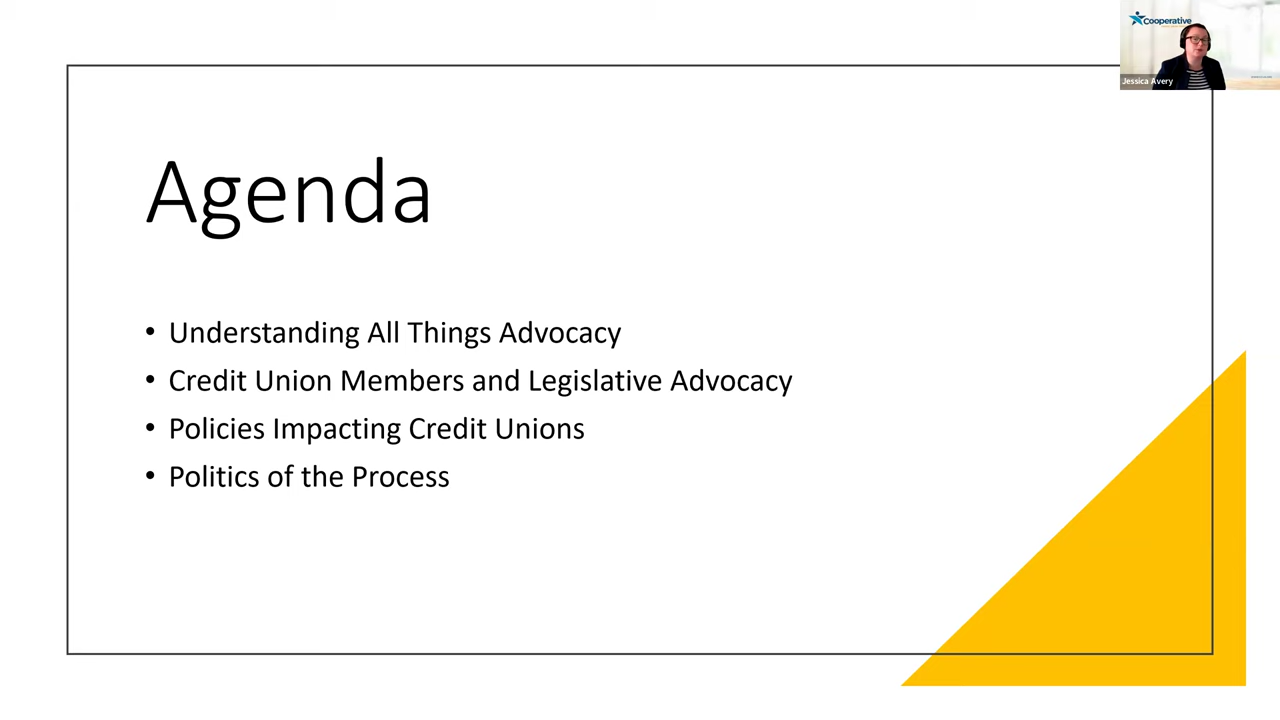 Cooperative
Jessica Avery
Agenda
• Understanding All Things Advocacy
• Credit Union Members and Legislative Advocacy
• Policies Impacting Credit Unions
• Politics of the Process